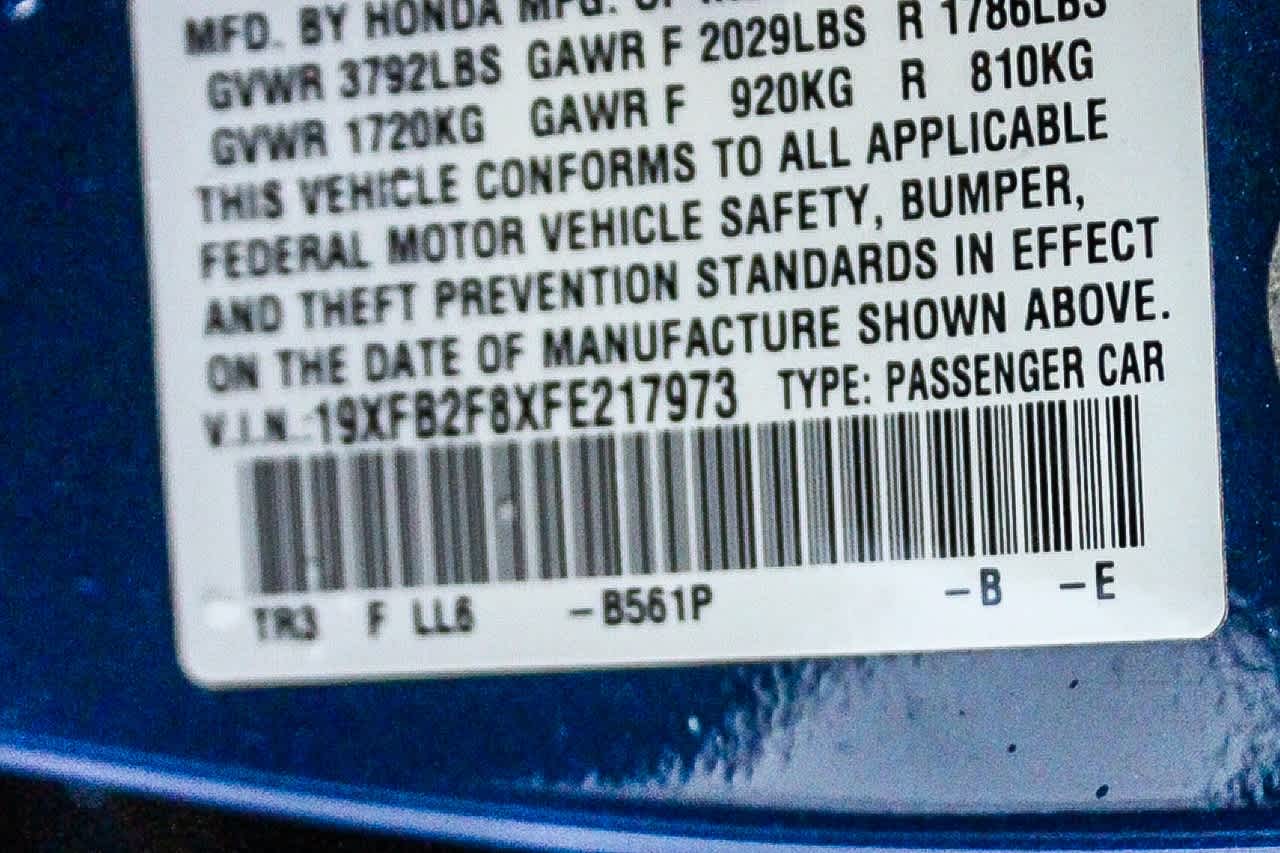 MFD. BY HONDA MFG. OF
GVWR 3792LBS GAWR F 2029LBS R 1786LBS
GVWR 1720KG GAWR F 920KG R 810KG
THIS VEHICLE CONFORMS TO ALL APPLICABLE
FEDERAL MOTOR VEHICLE SAFETY, BUMPER,
AND THEFT PREVENTION STANDARDS IN EFFECT
ON THE DATE OF MANUFACTURE SHOWN ABOVE.
V.I.N.:19XFB2F8XFE217973 TYPE: PASSENGER CAR
TR3 F LL6 -B561P -B -E